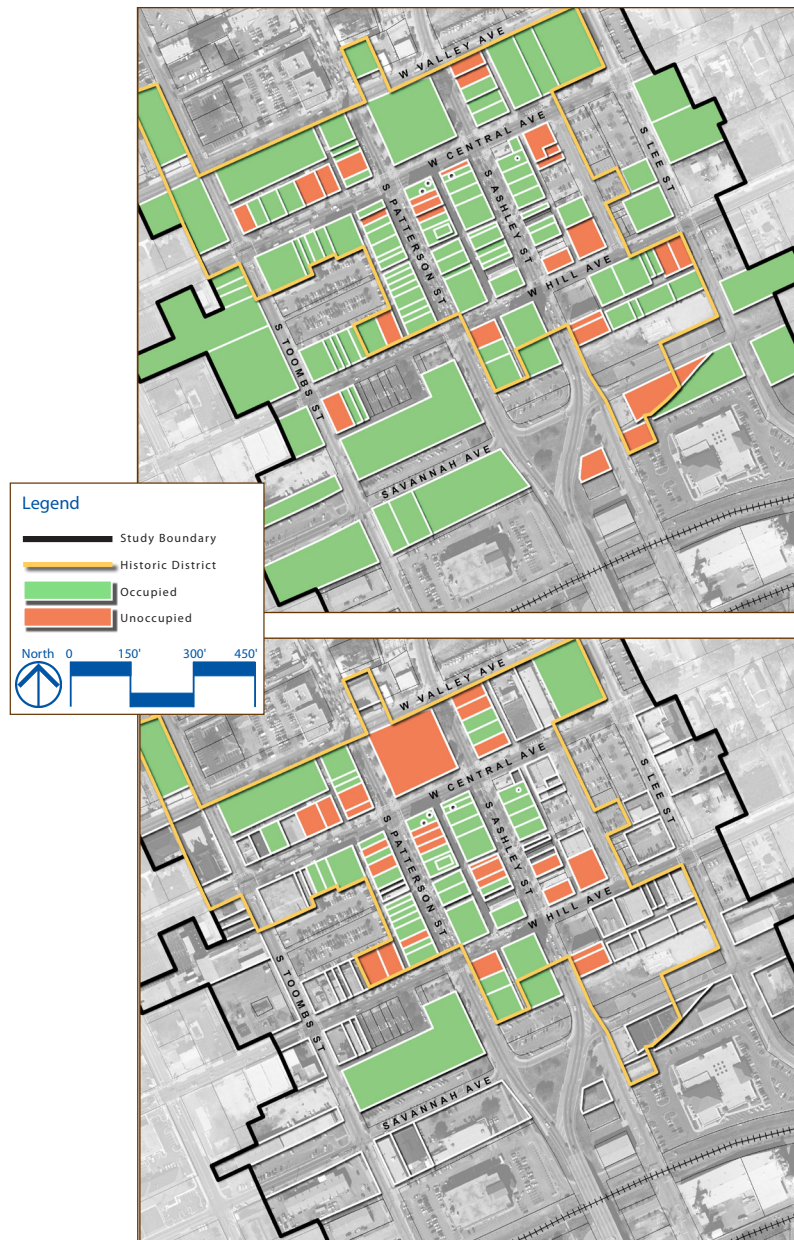 W VALLEY AVE
W CENTRAL AVE
S LEE ST
S PATTERSON ST
S ASHLEY ST
W HILL AVE
S TOOMBS ST
SAVANNAH AVE
Legend
Study Boundary
Historic District
Occupied
Unoccupied
North 0 150' 300' 450'
W VALLEY AVE
W CENTRAL AVE
S LEE ST
S PATTERSON ST
S ASHLEY ST
W HILL AVE
S TOOMBS ST
SAVANNAH AVE